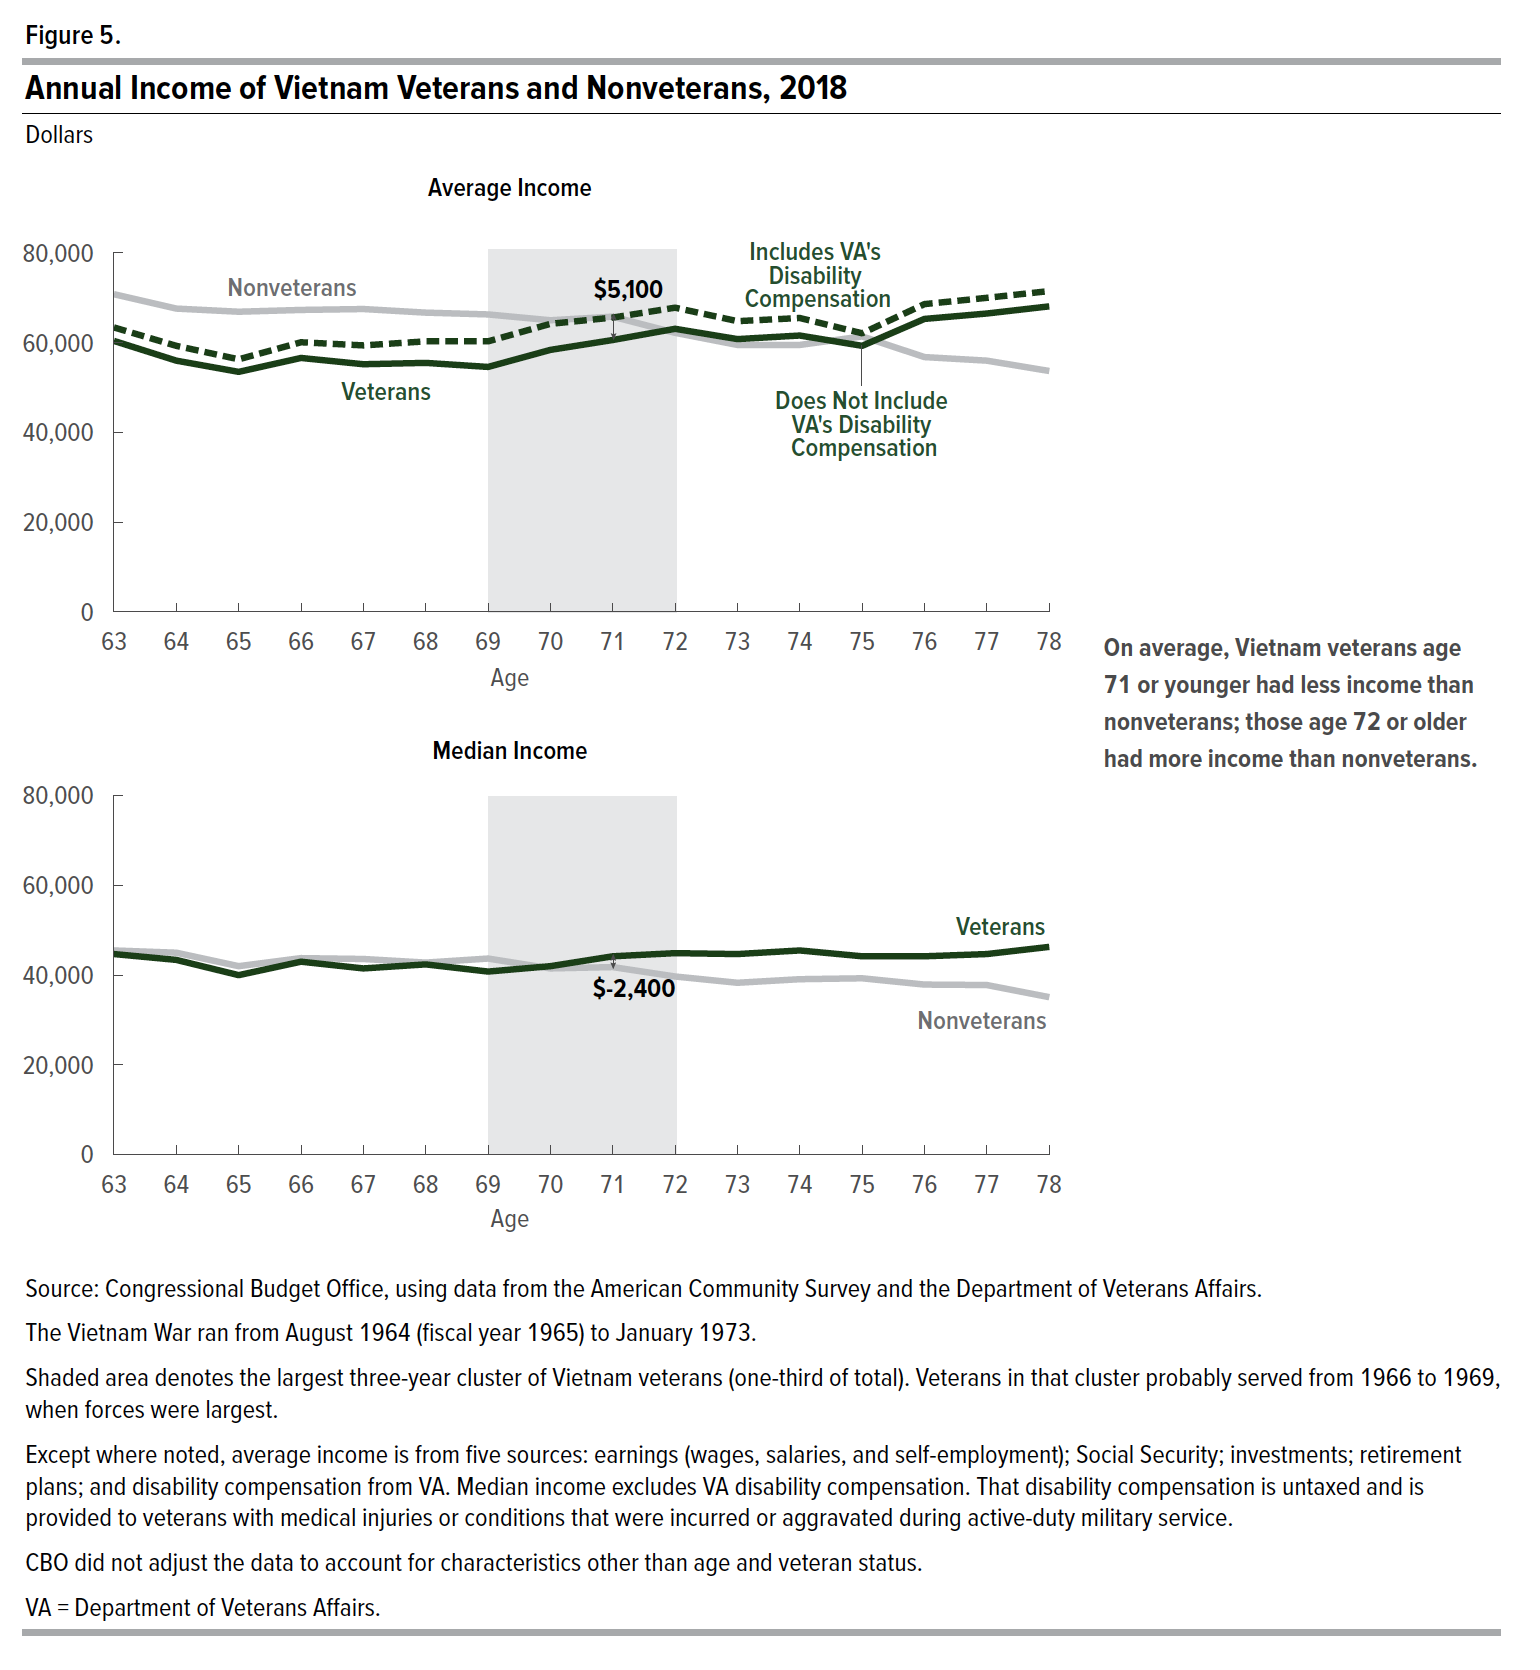 Figure 5.
Annual Income of Vietnam Veterans and Nonveterans, 2018
Dollars
Average Income
80,000
60,000
40,000
20,000
0
Nonveterans
$5,100
Includes VA's
Disability
Compensation
Veterans
Does Not Include
VA's Disability
Compensation
63 64 65 66 67 68 69 70 71 72 73 74 75 76 77 78
Age
On average, Vietnam veterans age
71 or younger had less income than
nonveterans; those age 72 or older
had more income than nonveterans.
Median Income
80,000
60,000
40,000
20,000
0
Veterans
$-2,400
Nonveterans
63 64 65 66 67 68 69 70 71 72 73 74 75 76 77 78
Age
Source: Congressional Budget Office, using data from the American Community Survey and the Department of Veterans Affairs.
The Vietnam War ran from August 1964 (fiscal year 1965) to January 1973.
Shaded area denotes the largest three-year cluster of Vietnam veterans (one-third of total). Veterans in that cluster probably served from 1966 to 1969,
when forces were largest.
Except where noted, average income is from five sources: earnings (wages, salaries, and self-employment); Social Security; investments; retirement
plans; and disability compensation from VA. Median income excludes VA disability compensation. That disability compensation is untaxed and is
provided to veterans with medical injuries or conditions that were incurred or aggravated during active-duty military service.
CBO did not adjust the data to account for characteristics other than age and veteran status.
VA = Department of Veterans Affairs.